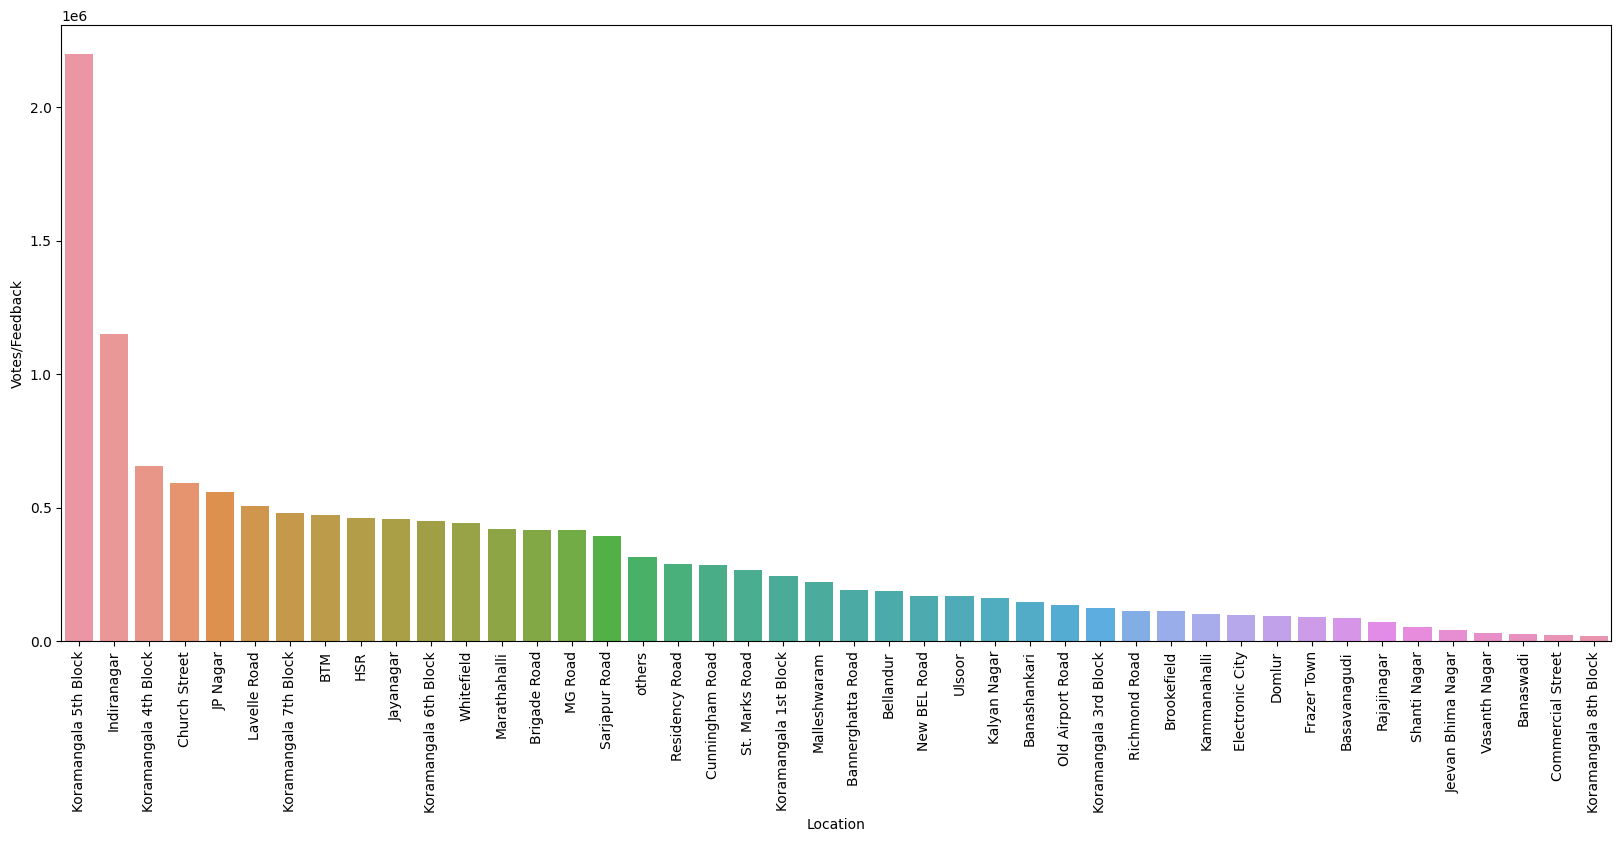 1e6
2.0
1.5
1.0
0.5
0.0
Votes/Feedback
Koramangala 5th Block
Indiranagar
Koramangala 4th Block
Church Street
JP Nagar
Lavelle Road
Koramangala 7th Block
BTM
HSR
Jayanagar
Koramangala 6th Block
Whitefield
Marathahalli
Brigade Road
MG Road
Sarjapur Road
others
Residency Road
Cunningham Road
St. Marks Road
Koramangala 1st Block
Malleshwaram
Bannerghatta Road
Bellandur
New BEL Road
Ulsoor
Kalyan Nagar
Banashankari
Old Airport Road
Koramangala 3rd Block
Richmond Road
Brookefield
Kammanahalli
Electronic City
Domlur
Frazer Town
Basavanagudi
Rajajinagar
Shanti Nagar
Jeevan Bhima Nagar
Vasanth Nagar
Banaswadi
Commercial Street
Koramangala 8th Block
Location